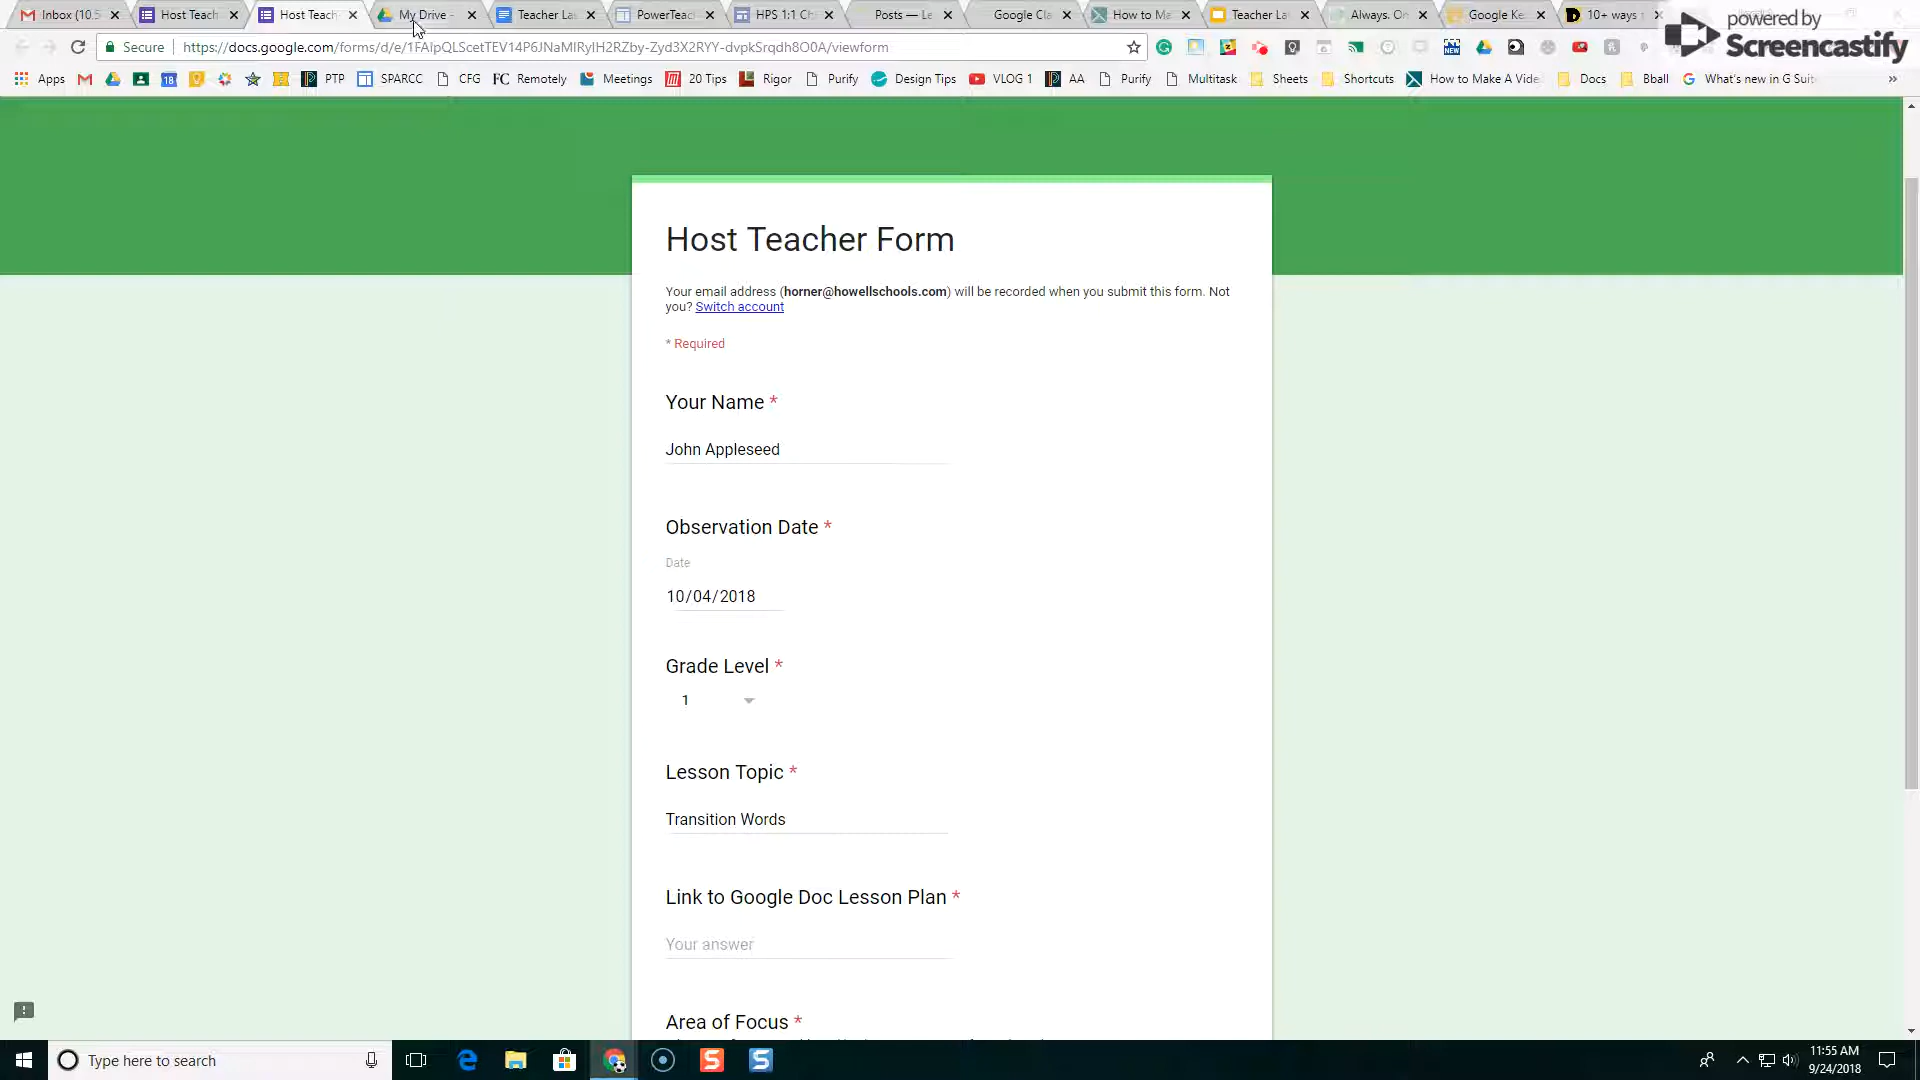 Inbox (10,5
Host Teach
Host Teach
My Drive -
Teacher La
PowerTeac
HPS 1:1 Ch
Posts — Le
Google Cla
How to Ma
Teacher La
Always. On
Google Ke
10+ ways t
powered by
Screencastify
Secure
https://docs.google.com/forms/d/e/1FAIpQLScetTEV14P6JNaMIRyIH2RZby-Zyd3X2RYY-dvpkSrqdh8O0A/viewform
Apps
PTP
SPARCC
CFG
FC Remotely
Meetings
20 Tips
Rigor
Purify
Design Tips
VLOG 1
AA
Purify
Multitask
Sheets
Shortcuts
How to Make A Vide
Docs
Bball
What's new in G Suit
»
Host Teacher Form
Your email address (horner@howellschools.com) will be recorded when you submit this form. Not
you? Switch account
* Required
Your Name *
John Appleseed
Observation Date *
Date
10/04/2018
Grade Level *
1
Lesson Topic *
Transition Words
Link to Google Doc Lesson Plan *
Your answer
Area of Focus *
Type here to search
11:55 AM
9/24/2018